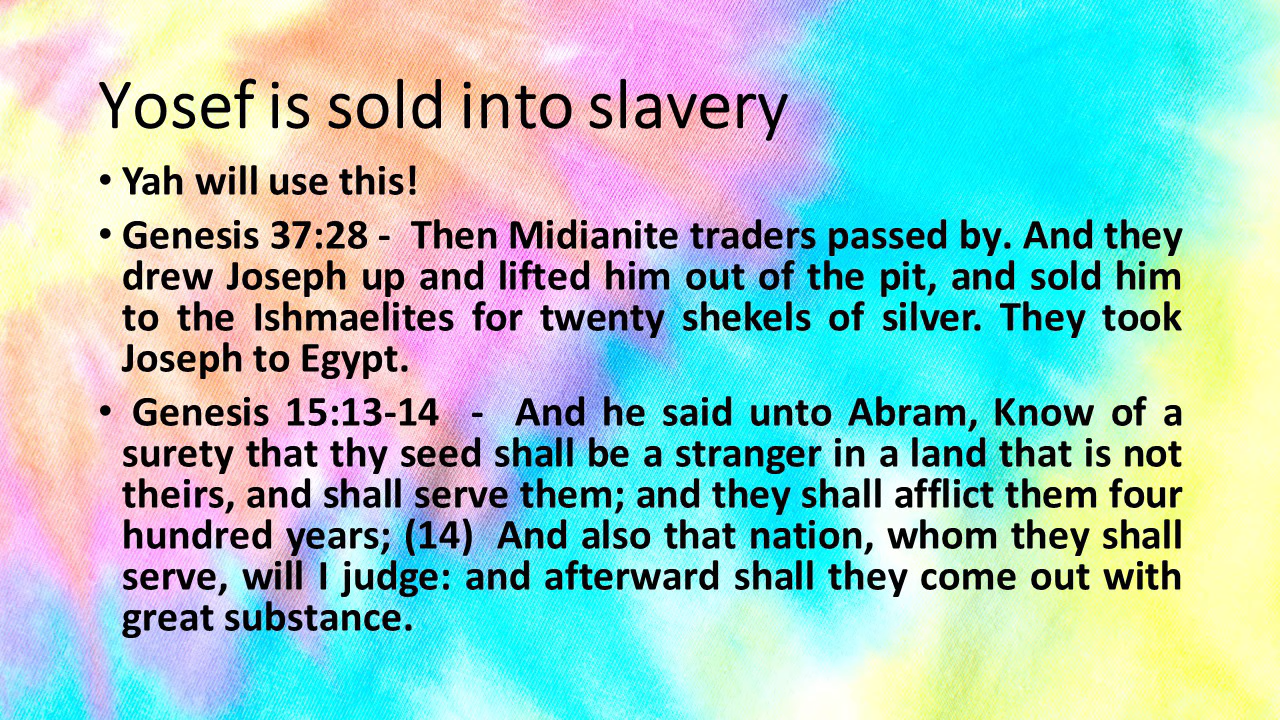 Yosef is sold into slavery
• Yah will use this!
• Genesis 37:28 -  Then Midianite traders passed by. And they
drew Joseph up and lifted him out of the pit, and sold him
to the Ishmaelites for twenty shekels of silver. They took
Joseph to Egypt.
•  Genesis 15:13-14  -  And he said unto Abram, Know of a
surety that thy seed shall be a stranger in a land that is not
theirs, and shall serve them; and they shall afflict them four
hundred years; (14)  And also that nation, whom they shall
serve, will I judge: and afterward shall they come out with
great substance.